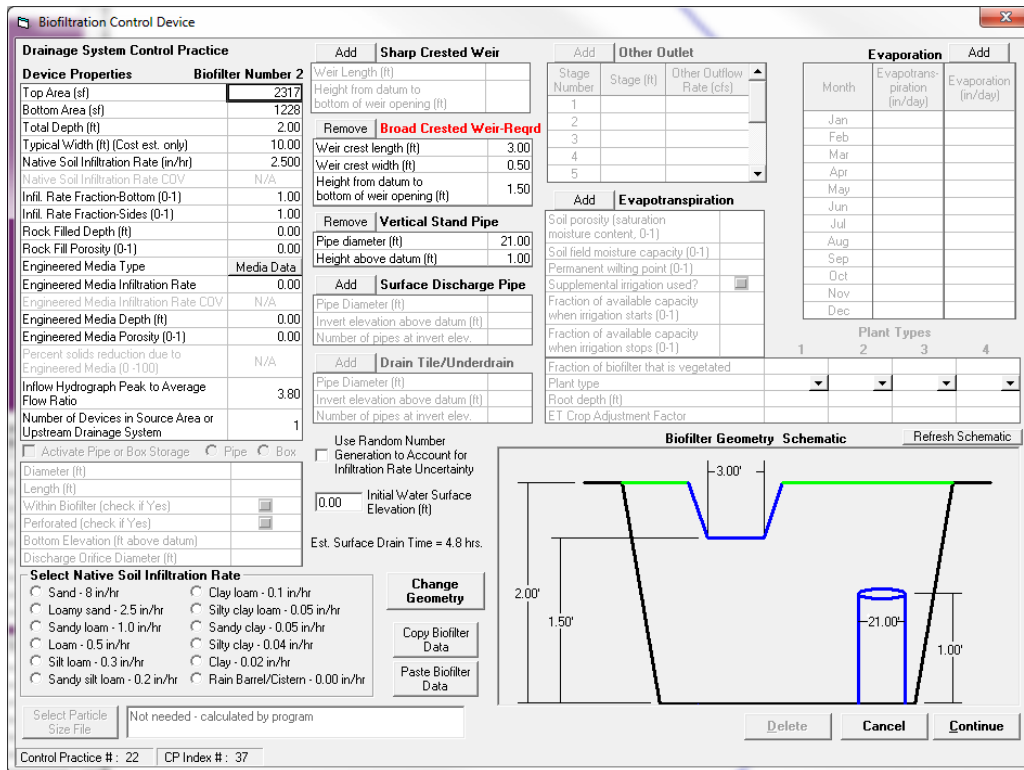 Biofiltration Control Device
Drainage System Control Practice
Device Properties Biofilter Number 2
Top Area (sf) 2317
Bottom Area (sf) 1228
Total Depth (ft) 2.00
Typical Width (ft) (Cost est. only) 10.00
Native Soil Infiltration Rate (in/hr) 2.500
Native Soil Infiltration Rate COV N/A
Infil. Rate Fraction-Bottom (0-1) 1.00
Infil. Rate Fraction-Sides (0-1) 1.00
Rock Filled Depth (ft) 0.00
Rock Fill Porosity (0-1) 0.00
Engineered Media Type Media Data
Engineered Media Infiltration Rate 0.00
Engineered Media Infiltration Rate COV N/A
Engineered Media Depth (ft) 0.00
Engineered Media Porosity (0-1) 0.00
Percent solids reduction due to
Engineered Media (0 -100) N/A
Inflow Hydrograph Peak to Average
Flow Ratio 3.80
Number of Devices in Source Area or
Upstream Drainage System 1
Activate Pipe or Box Storage Pipe Box
Diameter (ft)
Length (ft)
Within Biofilter (check if Yes)
Perforated (check if Yes)
Bottom Elevation (ft above datum)
Discharge Orifice Diameter (ft)
Select Native Soil Infiltration Rate
Sand - 8 in/hr
Loamy sand - 2.5 in/hr
Sandy loam - 1.0 in/hr
Loam - 0.5 in/hr
Silt loam - 0.3 in/hr
Sandy silt loam - 0.2 in/hr
Clay loam - 0.1 in/hr
Silty clay loam - 0.05 in/hr
Sandy clay - 0.05 in/hr
Silty clay - 0.04 in/hr
Clay - 0.02 in/hr
Rain Barrel/Cistern - 0.00 in/hr
Select Particle
Size File
Not needed - calculated by program
Control Practice # : 22 CP Index # : 37
Add Sharp Crested Weir
Weir Length (ft)
Height from datum to
bottom of weir opening (ft)
Remove Broad Crested Weir-Reqrd
Weir crest length (ft) 3.00
Weir crest width (ft) 0.50
Height from datum to
bottom of weir opening (ft) 1.50
Remove Vertical Stand Pipe
Pipe diameter (ft) 21.00
Height above datum (ft) 1.00
Add Surface Discharge Pipe
Pipe Diameter (ft)
Invert elevation above datum (ft)
Number of pipes at invert elev.
Add Drain Tile/Underdrain
Pipe Diameter (ft)
Invert elevation above datum (ft)
Number of pipes at invert elev.
Use Random Number
Generation to Account for
Infiltration Rate Uncertainty
0.00 Initial Water Surface
Elevation (ft)
Est. Surface Drain Time = 4.8 hrs.
Change
Geometry
Copy Biofilter
Data
Paste Biofilter
Data
Add Other Outlet
Stage
Number Stage (ft) Other Outflow
Rate (cfs)
1
2
3
4
5
Add Evapotranspiration
Soil porosity (saturation
moisture content, 0-1)
Soil field moisture capacity (0-1)
Permanent wilting point (0-1)
Supplemental irrigation used?
Fraction of available capacity
when irrigation starts (0-1)
Fraction of available capacity
when irrigation stops (0-1)
Fraction of biofilter that is vegetated
Plant type
Root depth (ft)
ET Crop Adjustment Factor
Evaporation Add
Month Evapotrans-
piration
(in/day) Evaporation
(in/day)
Jan
Feb
Mar
Apr
May
Jun
Jul
Aug
Sep
Oct
Nov
Dec
Plant Types
1 2 3 4
Biofilter Geometry Schematic Refresh Schematic
3.00'
2.00'
1.50'
21.00'
1.00'
Delete Cancel Continue